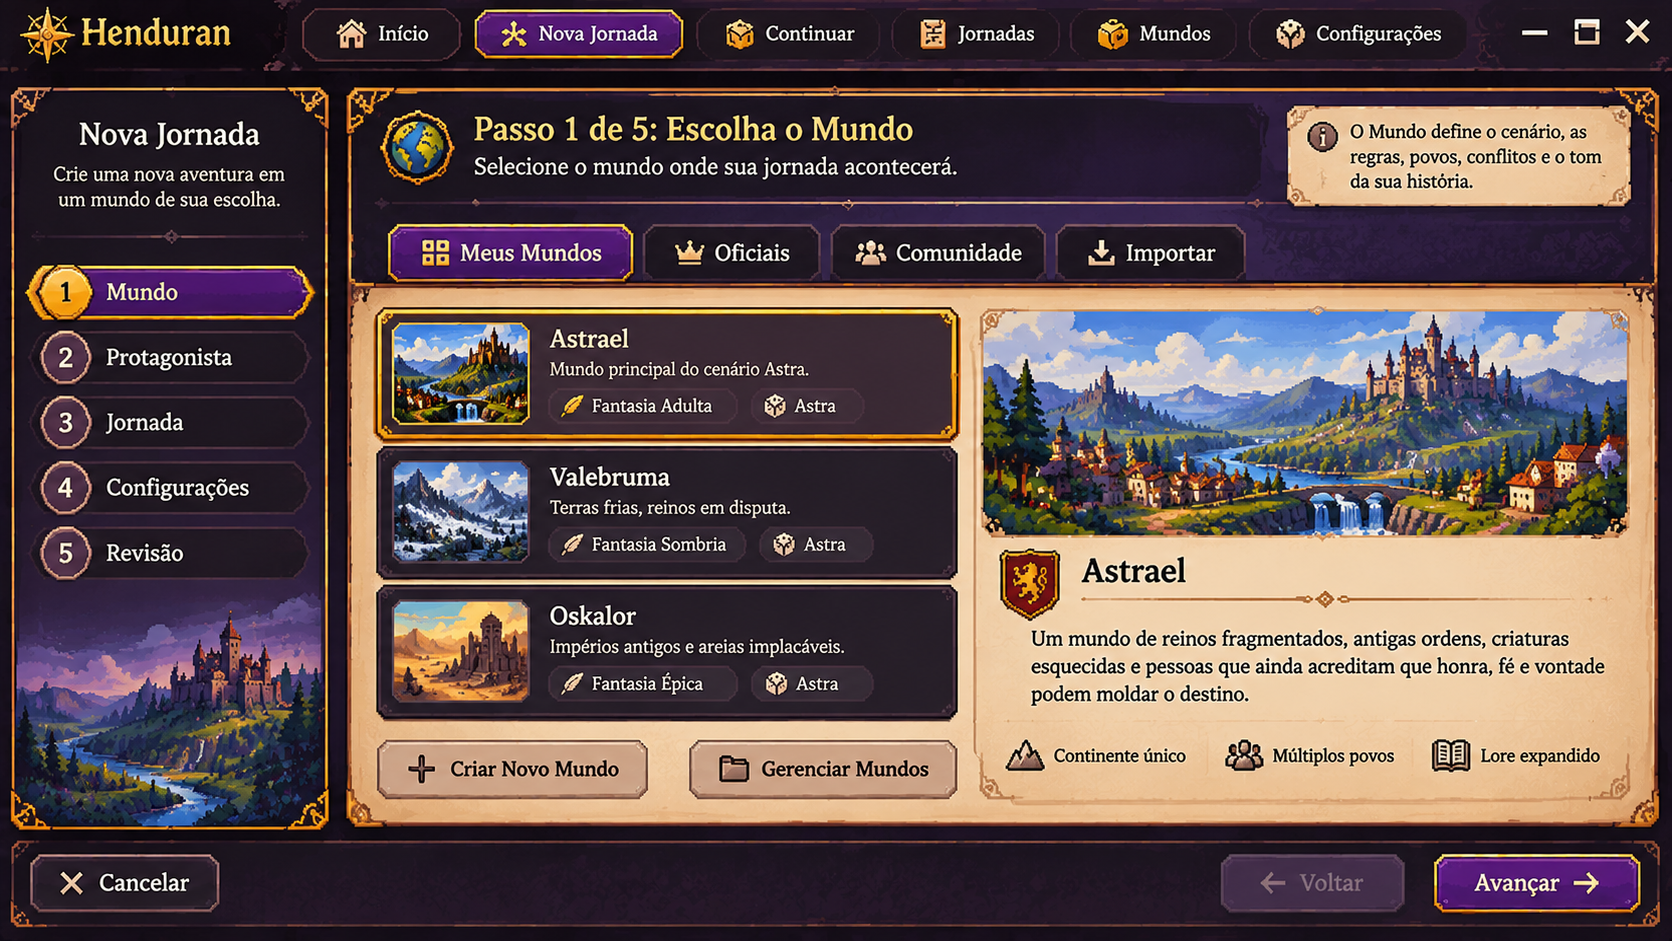 Henduran
Início
Nova Jornada
Continuar
Jornadas
Mundos
Configurações
Nova Jornada
Crie uma nova aventura em
um mundo de sua escolha.
1 Mundo
2 Protagonista
3 Jornada
4 Configurações
5 Revisão
Passo 1 de 5: Escolha o Mundo
Selecione o mundo onde sua jornada acontecerá.
O Mundo define o cenário, as
regras, povos, conflitos e o tom
da sua história.
Meus Mundos
Oficiais
Comunidade
Importar
Astrael
Mundo principal do cenário Astra.
Fantasia Adulta
Astra
Valebruma
Terras frias, reinos em disputa.
Fantasia Sombria
Astra
Oskalor
Impérios antigos e areias implacáveis.
Fantasia Épica
Astra
Criar Novo Mundo
Gerenciar Mundos
Astrael
Um mundo de reinos fragmentados, antigas ordens, criaturas
esquecidas e pessoas que ainda acreditam que honra, fé e vontade
podem moldar o destino.
Continente único
Múltiplos povos
Lore expandido
Cancelar
Voltar
Avançar